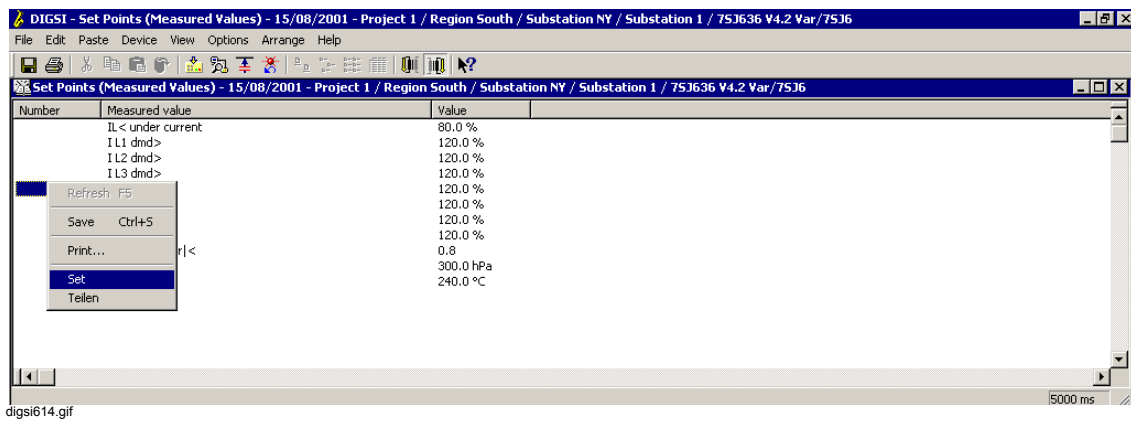 DIGSI - Set Points (Measured Values) - 15/08/2001 - Project 1 / Region South / Substation NY / Substation 1 / 7SJ636 V4.2 Var/7SJ6
File Edit Paste Device View Options Arrange Help
Set Points (Measured Values) - 15/08/2001 - Project 1 / Region South / Substation NY / Substation 1 / 7SJ636 V4.2 Var/7SJ6
Number Measured value Value
IL< under current 80.0 %
I L1 dmd> 120.0 %
I L2 dmd> 120.0 %
I L3 dmd> 120.0 %
Refresh F5 120.0 %
120.0 %
Save Ctrl+S 120.0 %
120.0 %
Print... r|< 0.8
300.0 hPa
Set 240.0 °C
Teilen
5000 ms
digsi614.gif